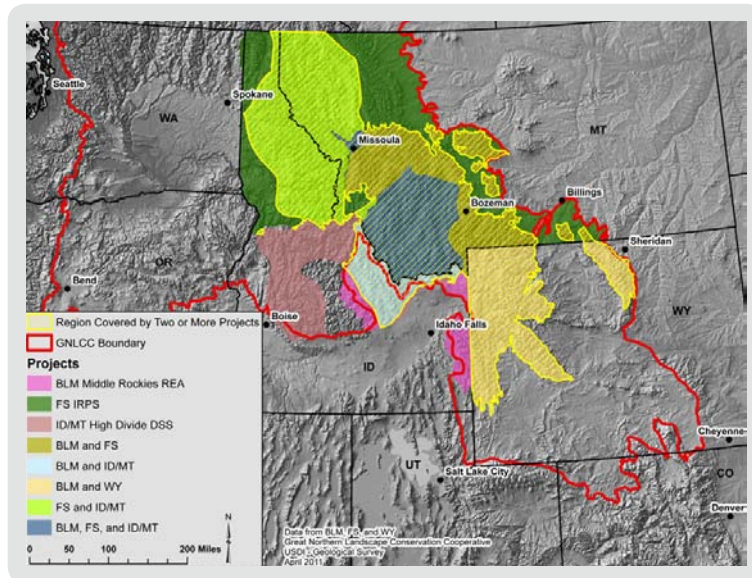 Seattle
Spokane
WA
Missoula
MT
Bozeman
Billings
Sheridan
OR
Bend
Boise
Idaho Falls
ID
WY
UT
Salt Lake City
Cheyenne
CO
Denver
Region Covered by Two or More Projects
GNLCC Boundary
Projects
BLM Middle Rockies REA
FS IRPS
ID/MT High Divide DSS
BLM and FS
BLM and ID/MT
BLM and WY
FS and ID/MT
BLM, FS, and ID/MT
N
0 50 100 200 Miles
Data from BLM, FS, and WY
Great Northern Landscape Conservation Cooperative
USDI - Geological Survey
April 2011